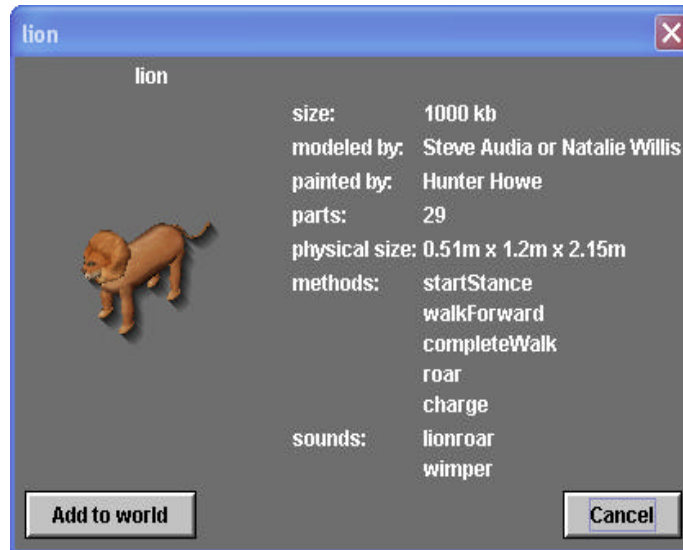 lion
lion
size: 1000 kb
modeled by: Steve Audia or Natalie Willis
painted by: Hunter Howe
parts: 29
physical size: 0.51m x 1.2m x 2.15m
methods: startStance
walkForward
completeWalk
roar
charge
sounds: lionroar
wimper
Add to world Cancel